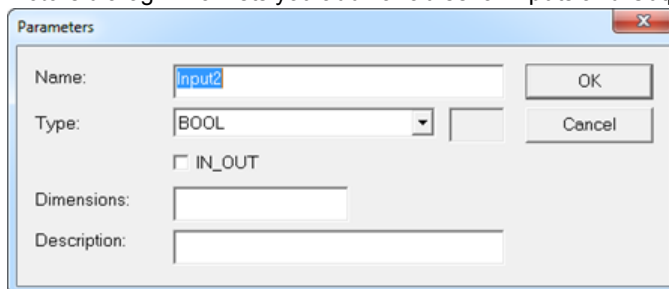 Parameters
Name: Input2 OK
Type: BOOL Cancel
IN_OUT
Dimensions:
Description: